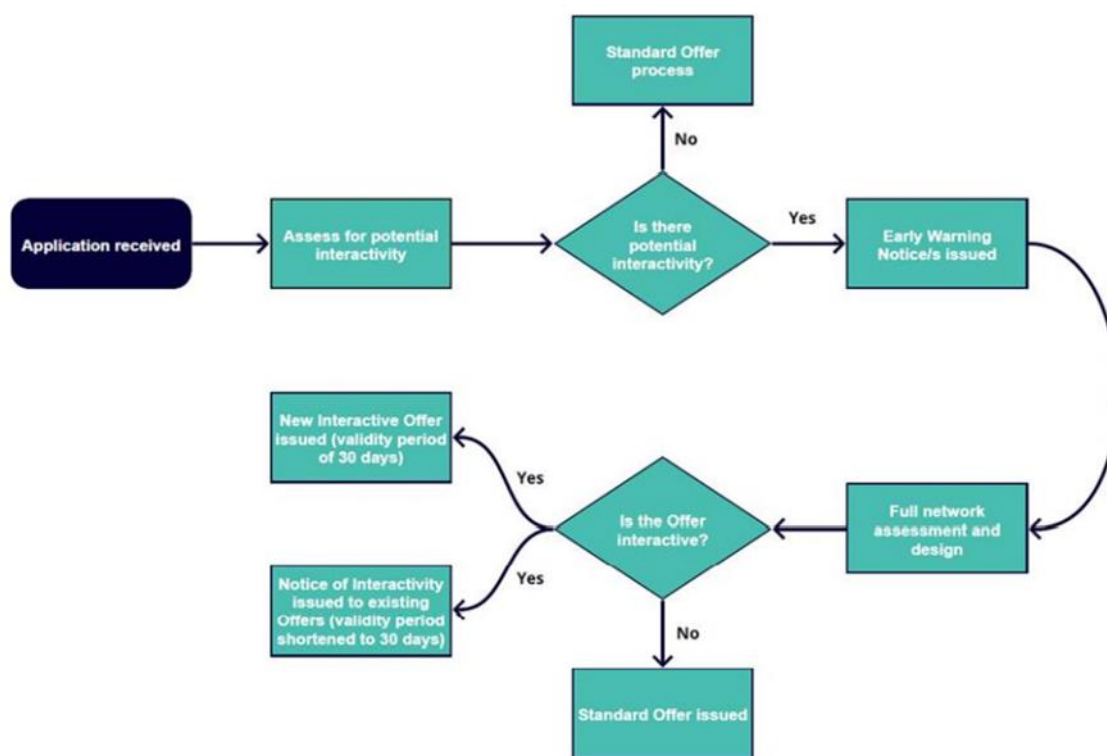 Standard Offer
process
No
Application received
Assess for potential
interactivity
Is there
potential
interactivity?
Yes
Early Warning
Notice/s issued
New Interactive Offer
issued (validity period
of 30 days)
Yes
Is the Offer
interactive?
Full network
assessment and
design
Yes
Notice of Interactivity
issued to existing
Offers (validity period
shortened to 30 days)
No
Standard Offer issued